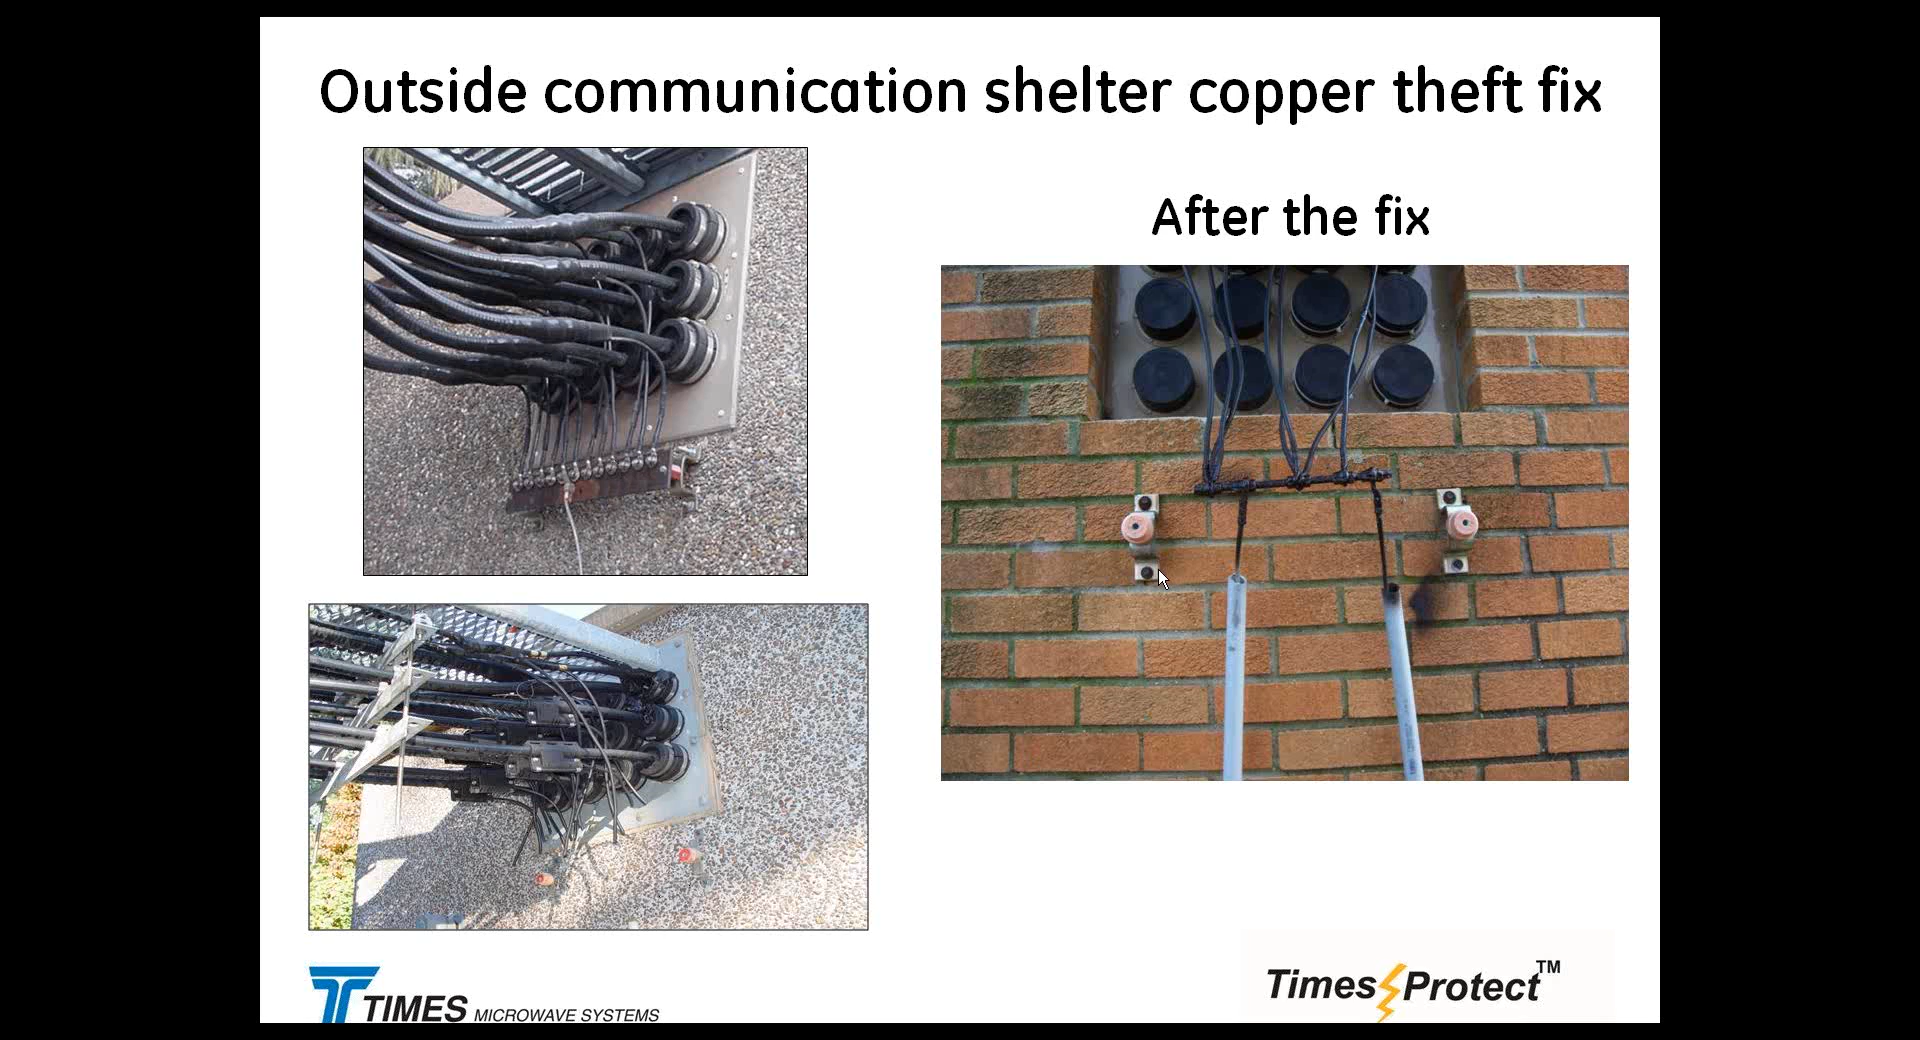 Outside communication shelter copper theft fix
After the fix
TIMES MICROWAVE SYSTEMS
Times Protect™